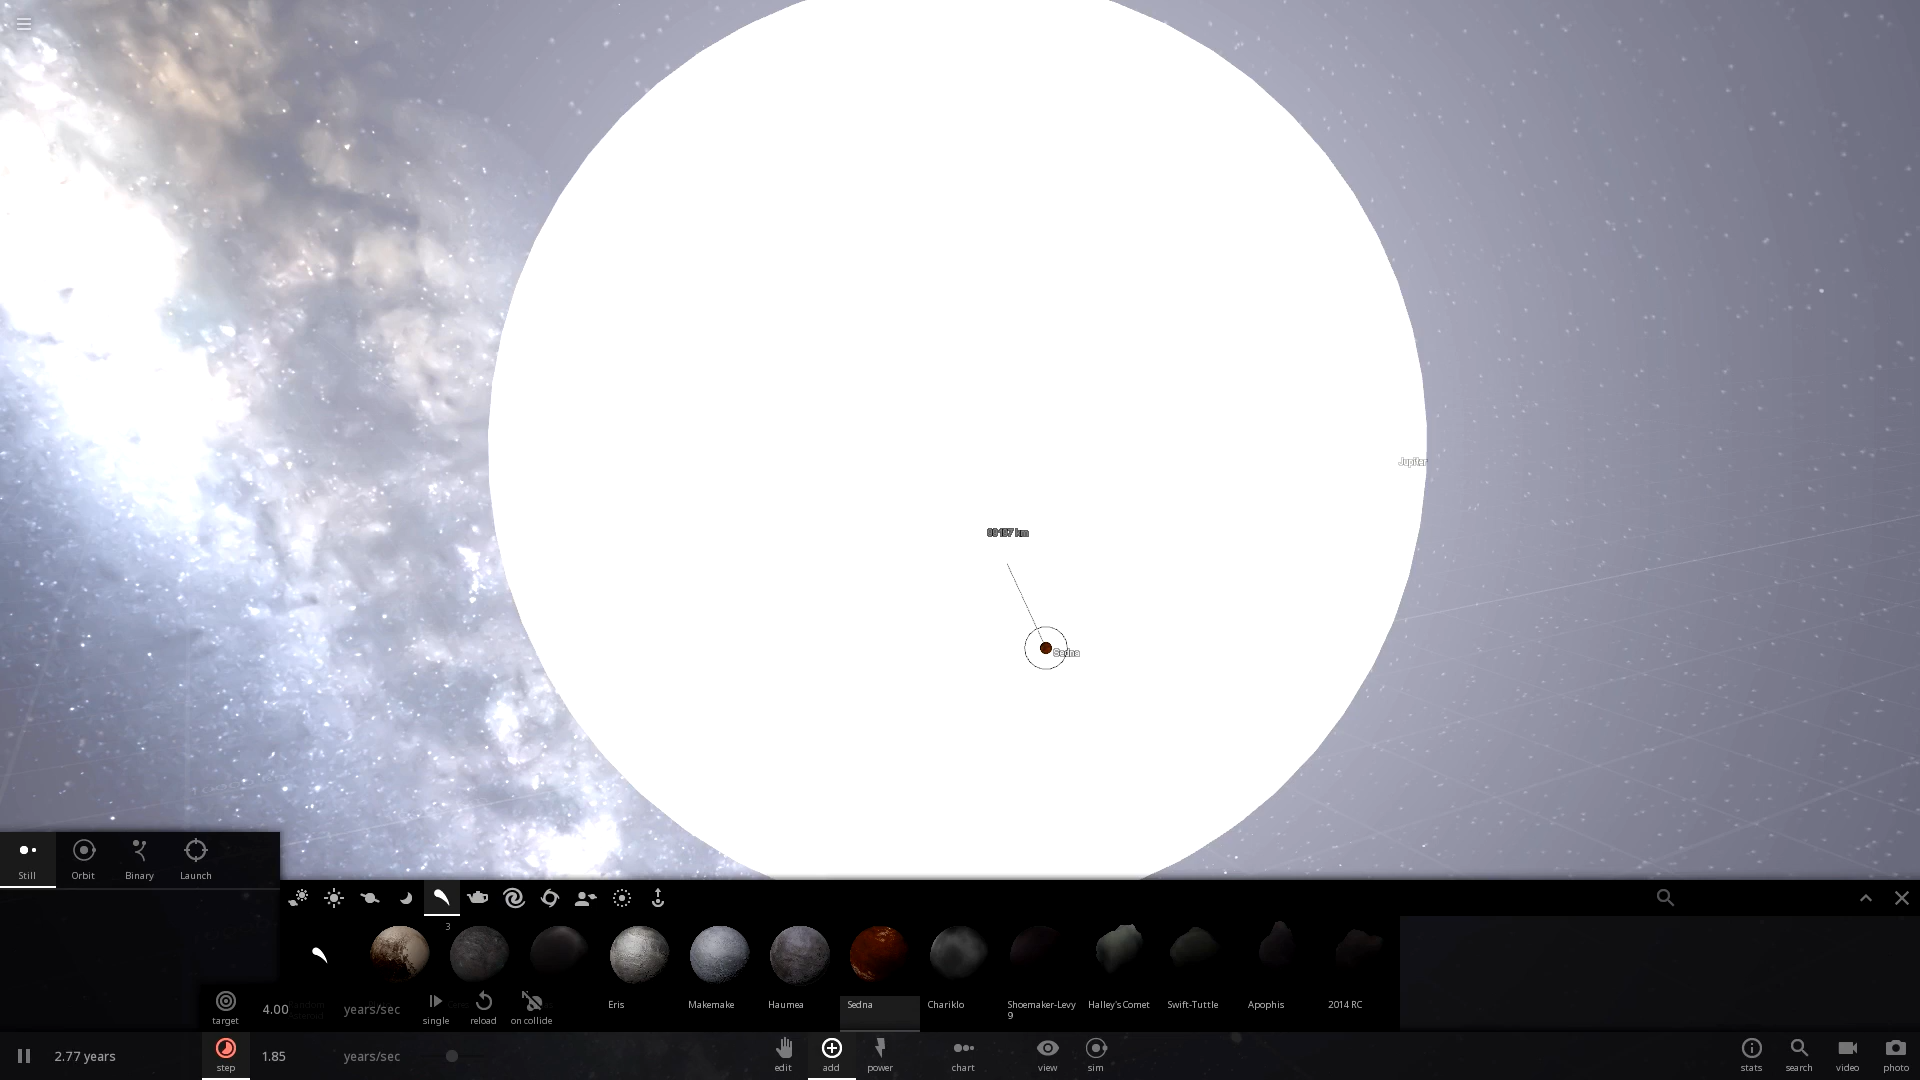 Jupiter
Sedna
Still
Orbit
Binary
Launch
3
Eris
Makemake
Haumea
Sedna
Chariklo
Shoemaker-Levy
9
Halley's Comet
Swift-Tuttle
Apophis
2014 RC
target
4.00
years/sec
single
reload
on collide
2.77 years
step
1.85
years/sec
edit
add
power
chart
view
sim
stats
search
video
photo